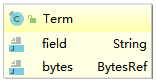 C Term
field String
bytes BytesRef